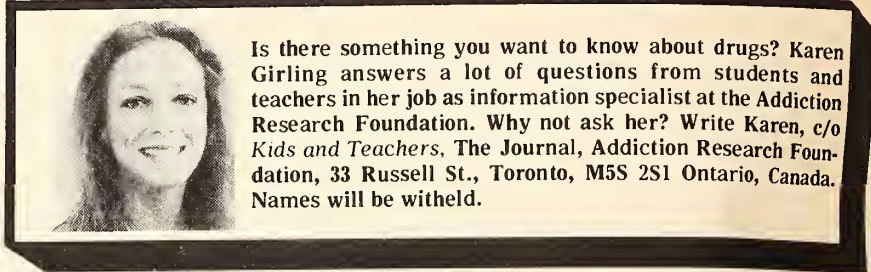 Is there something you want to know about drugs? Karen
Girling answers a lot of questions from students and
teachers in her job as information specialist at the Addiction
Research Foundation. Why not ask her? Write Karen, c/o
Kids and Teachers, The Journal, Addiction Research Foun-
dation, 33 Russell St., Toronto, M5S 2S1 Ontario, Canada.
Names will be witheld.